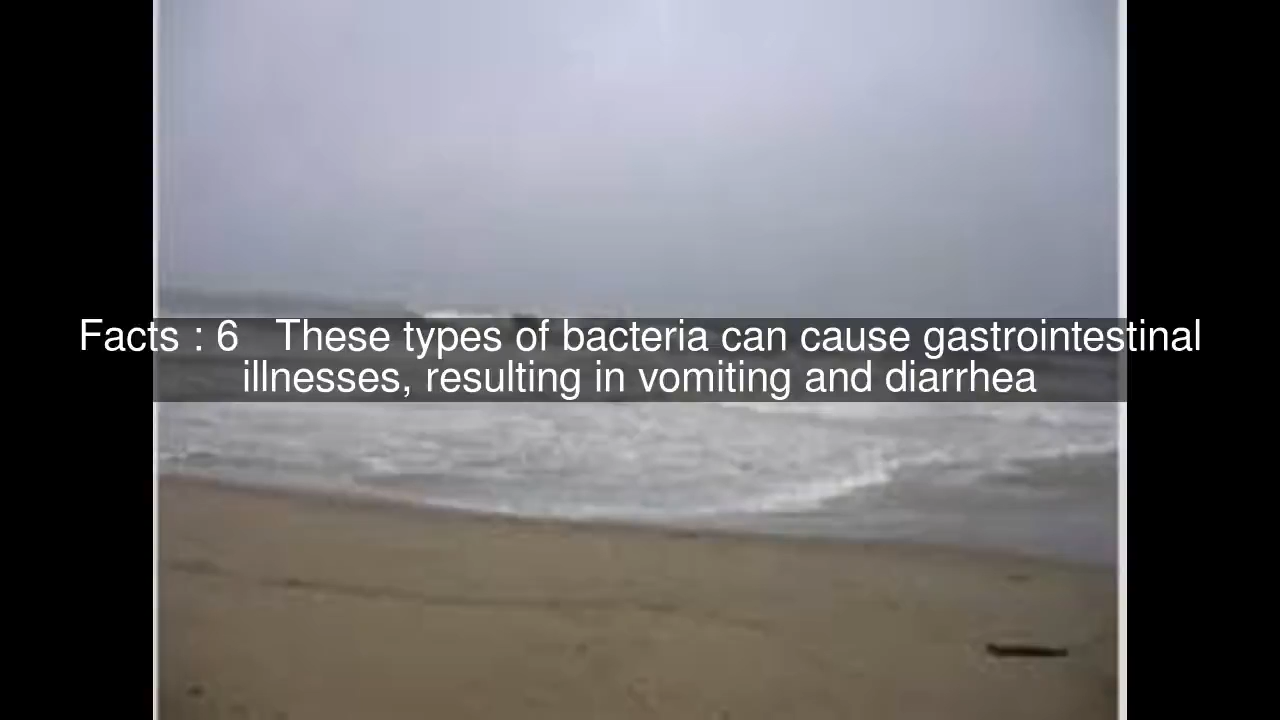 Facts : 6   These types of bacteria can cause gastrointestinal
illnesses, resulting in vomiting and diarrhea